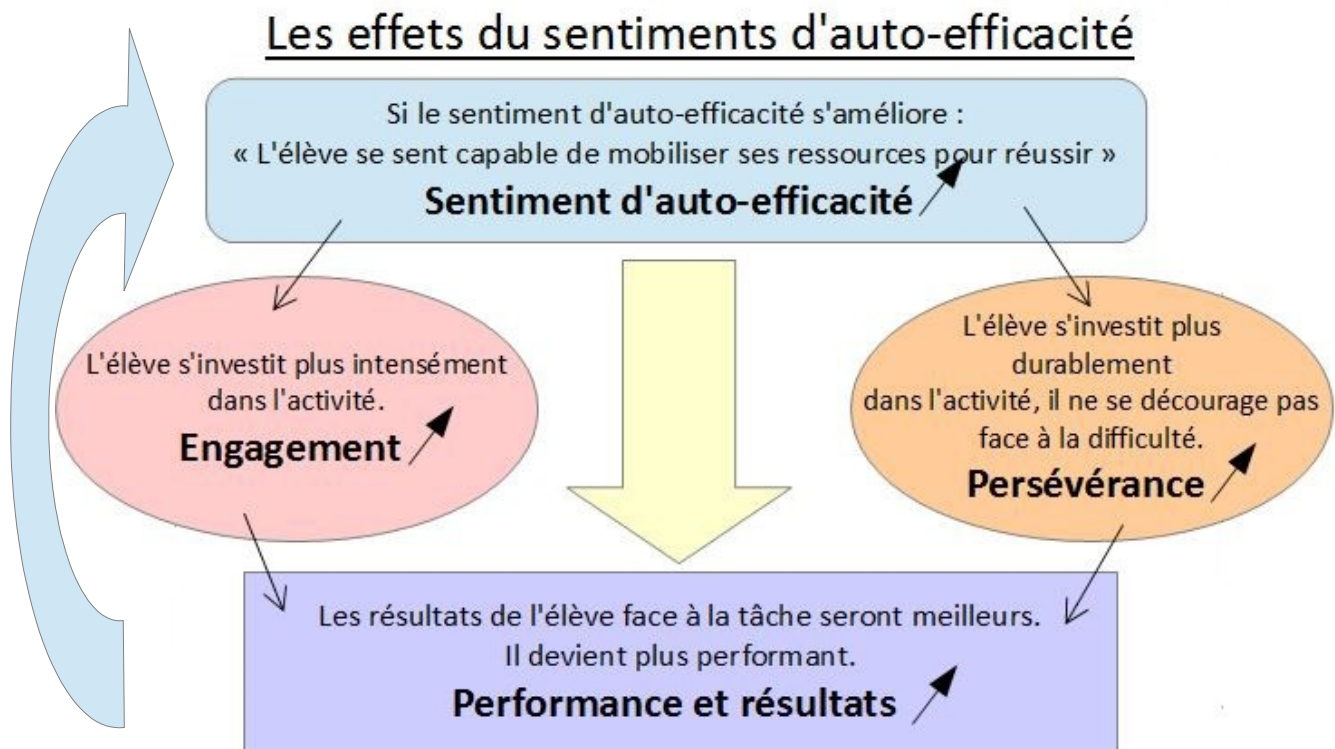 Les effets du sentiments d'auto-efficacité
Si le sentiment d'auto-efficacité s'améliore :
« L'élève se sent capable de mobiliser ses ressources pour réussir »
Sentiment d'auto-efficacité
L'élève s'investit plus intensément
dans l'activité.
Engagement
L'élève s'investit plus
durablement
dans l'activité, il ne se décourage pas
face à la difficulté.
Persévérance
Les résultats de l'élève face à la tâche seront meilleurs.
Il devient plus performant.
Performance et résultats